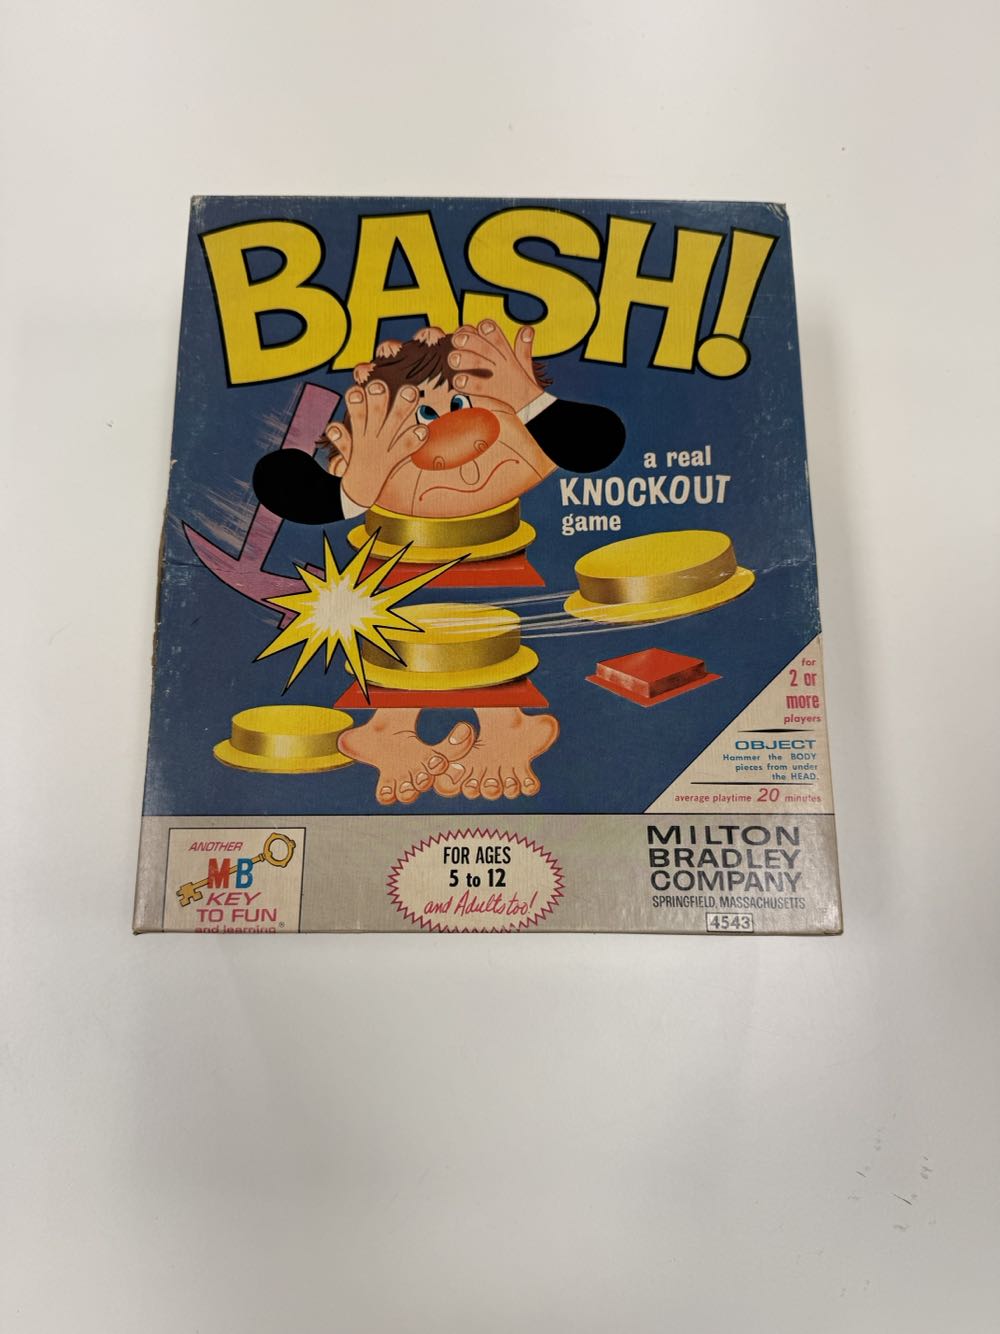 BASH!
a real
KNOCKOUT
game
for
2 or
more
players
OBJECT
Hammer the BODY
pieces from under
the HEAD.
average playtime 20 minutes
ANOTHER
MB
KEY
TO FUN
and learning®
FOR AGES
5 to 12
and Adults too!
MILTON
BRADLEY
COMPANY
SPRINGFIELD, MASSACHUSETTS
4543